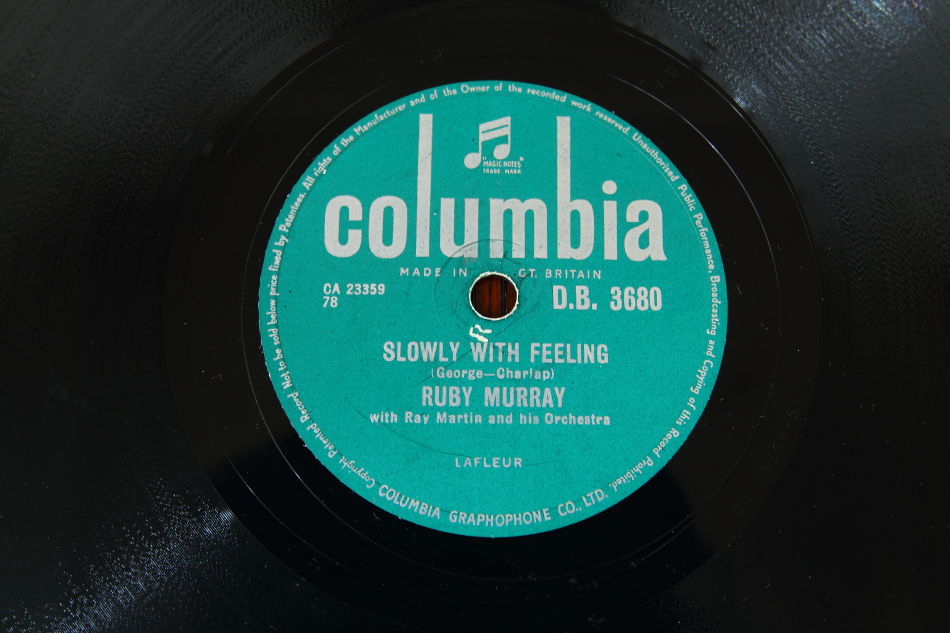 "MAGIC NOTES"
TRADE MARK
columbia
MADE IN GT. BRITAIN
CA 23359
78
D.B. 3680
R
SLOWLY WITH FEELING
(George—Charlap)
RUBY MURRAY
with Ray Martin and his Orchestra
LAFLEUR
Copyright Patented Record Not to be sold below price fixed by Patentees. All rights of the Manufacturer and of the Owner of the recorded work reserved. Unauthorised Public Performance, Broadcasting and Copying of this Record Prohibited.
COLUMBIA GRAPHOPHONE CO., LTD.